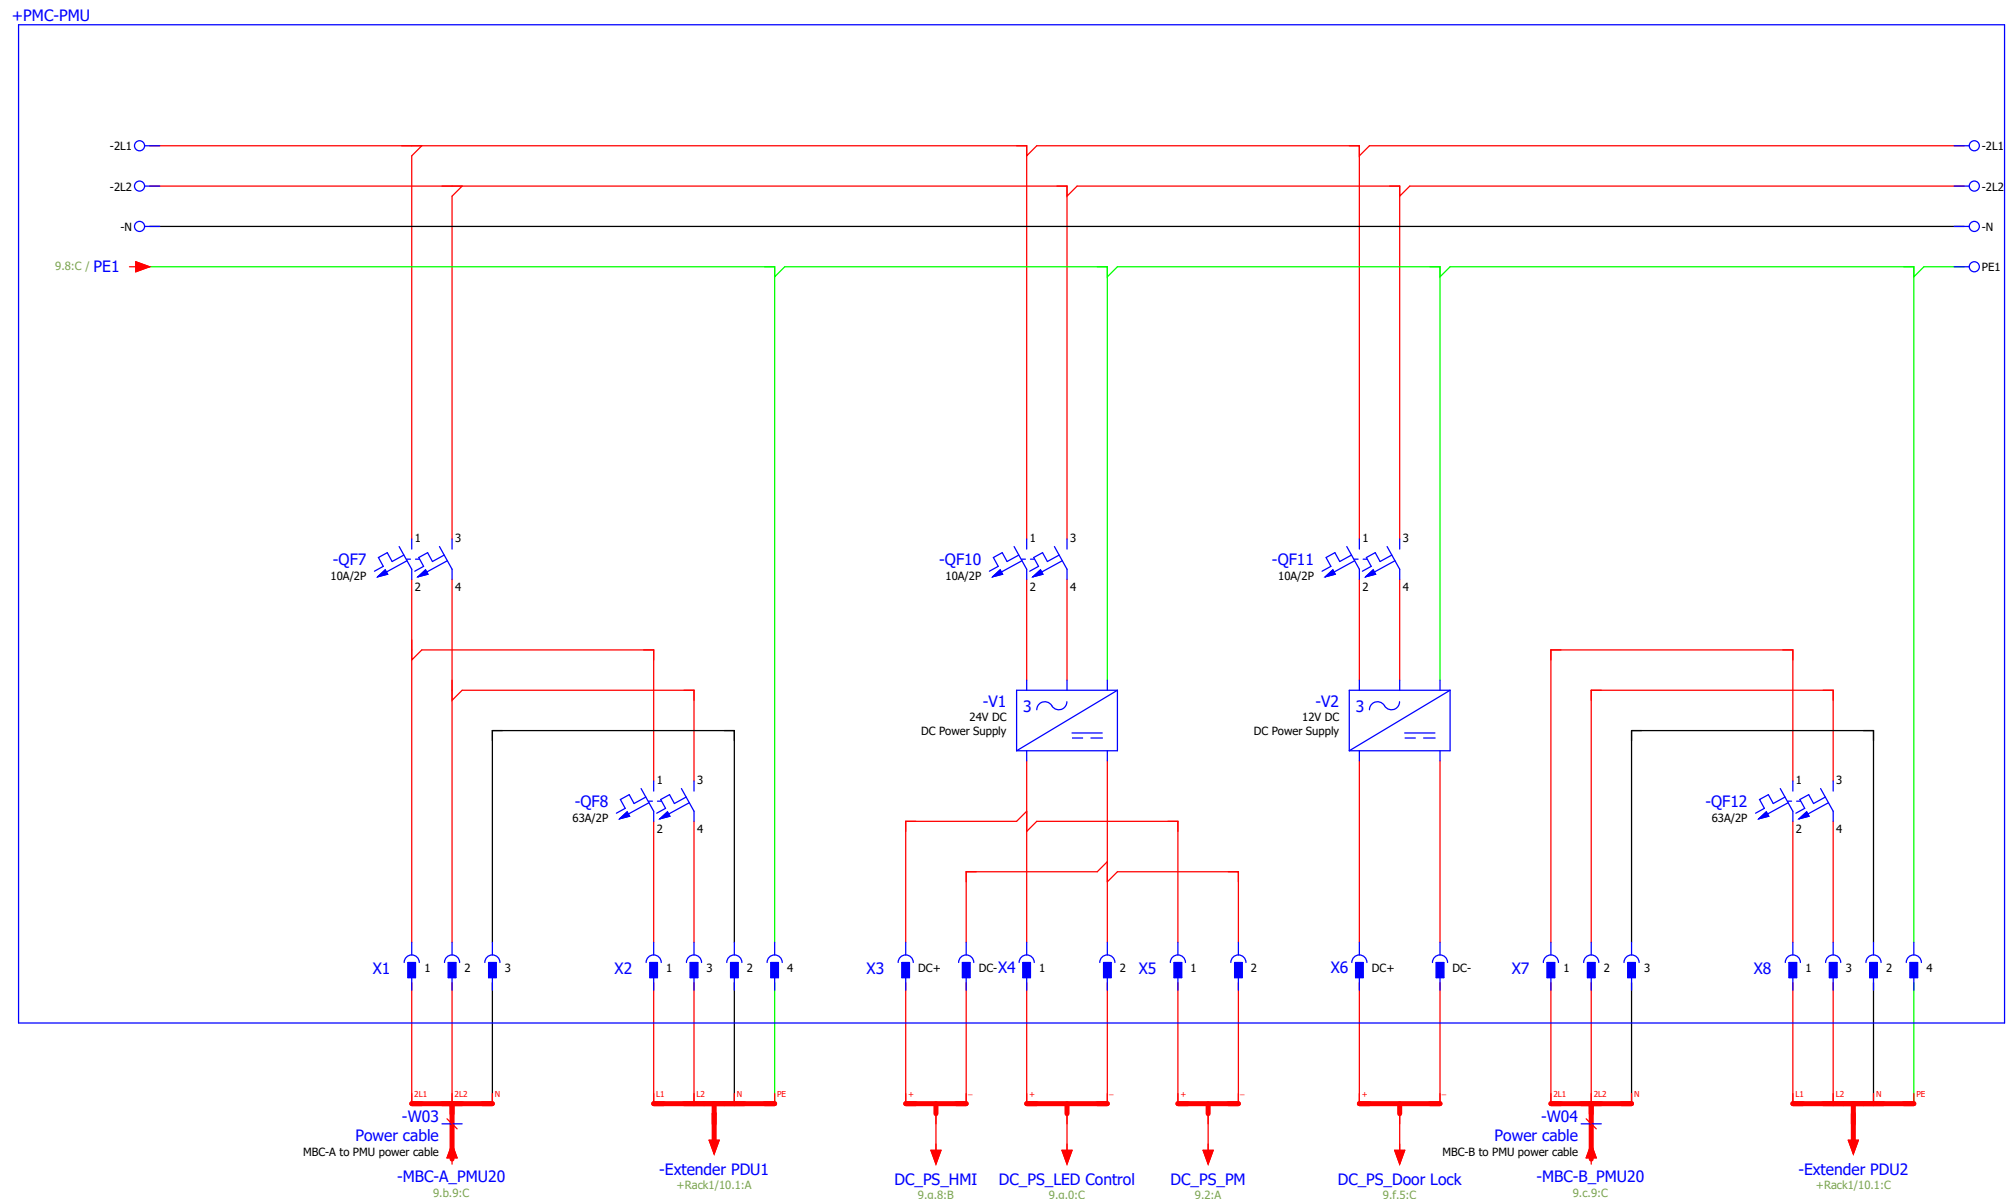 +PMC-PMU
-2L1
-2L1
-2L2
-2L2
-N
-N
9.8:C / PE1
PE1
1 3
-QF7
10A/2P
2 4
1 3
-QF10
10A/2P
2 4
1 3
-QF11
10A/2P
2 4
-V1
24V DC
DC Power Supply
3
-V2
12V DC
DC Power Supply
3
1 3
-QF8
63A/2P
2 4
1 3
-QF12
63A/2P
2 4
X1 1 2 3
X2 1 3 2 4
X3 DC+ DC-
X4 1 2
X5 1 2
X6 DC+ DC-
X7 1 2 3
X8 1 3 2 4
2L1 2L2 N
L1 L2 N PE
+ -
+ -
+ -
+ -
2L1 2L2 N
L1 L2 N PE
-W03
Power cable
MBC-A to PMU power cable
-MBC-A_PMU20
9.b.9:C
-Extender PDU1
+Rack1/10.1:A
DC_PS_HMI
9.g.8:B
DC_PS_LED Control
9.g.0:C
DC_PS_PM
9.2:A
DC_PS_Door Lock
9.f.5:C
-W04
Power cable
MBC-B to PMU power cable
-MBC-B_PMU20
9.c.9:C
-Extender PDU2
+Rack1/10.1:C